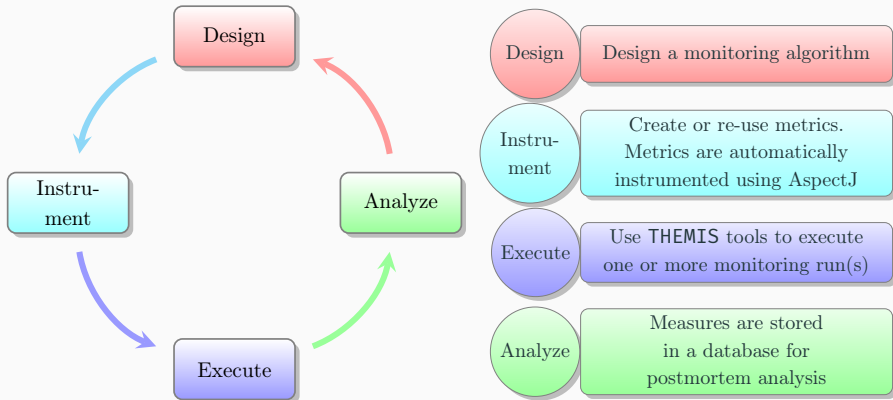 Design
Instru-
ment
Analyze
Execute
Design
Design a monitoring algorithm
Instru-
ment
Create or re-use metrics.
Metrics are automatically
instrumented using AspectJ
Execute
Use THEMIS tools to execute
one or more monitoring run(s)
Analyze
Measures are stored
in a database for
postmortem analysis